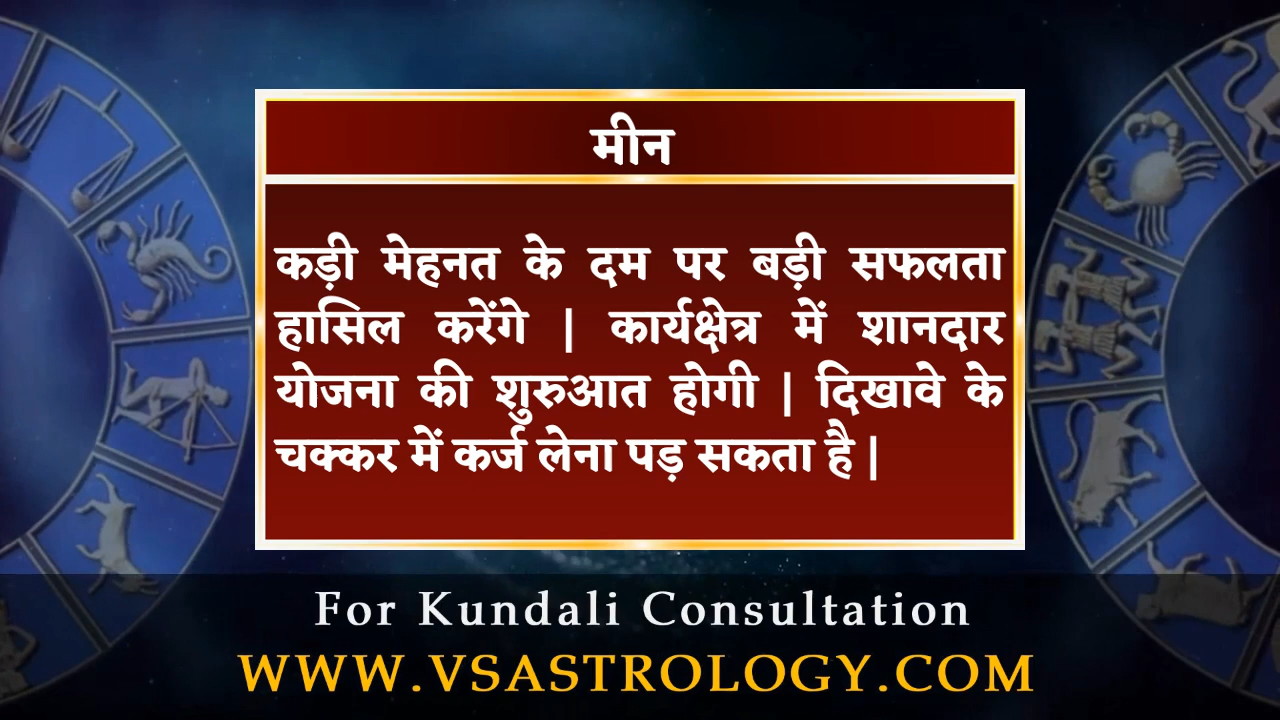 मीन
कड़ी मेहनत के दम पर बड़ी सफलता
हासिल करेंगे | कार्यक्षेत्र में शानदार
योजना की शुरुआत होगी | दिखावे के
चक्कर में कर्ज लेना पड़ सकता है |
For Kundali Consultation
WWW.VSASTROLOGY.COM